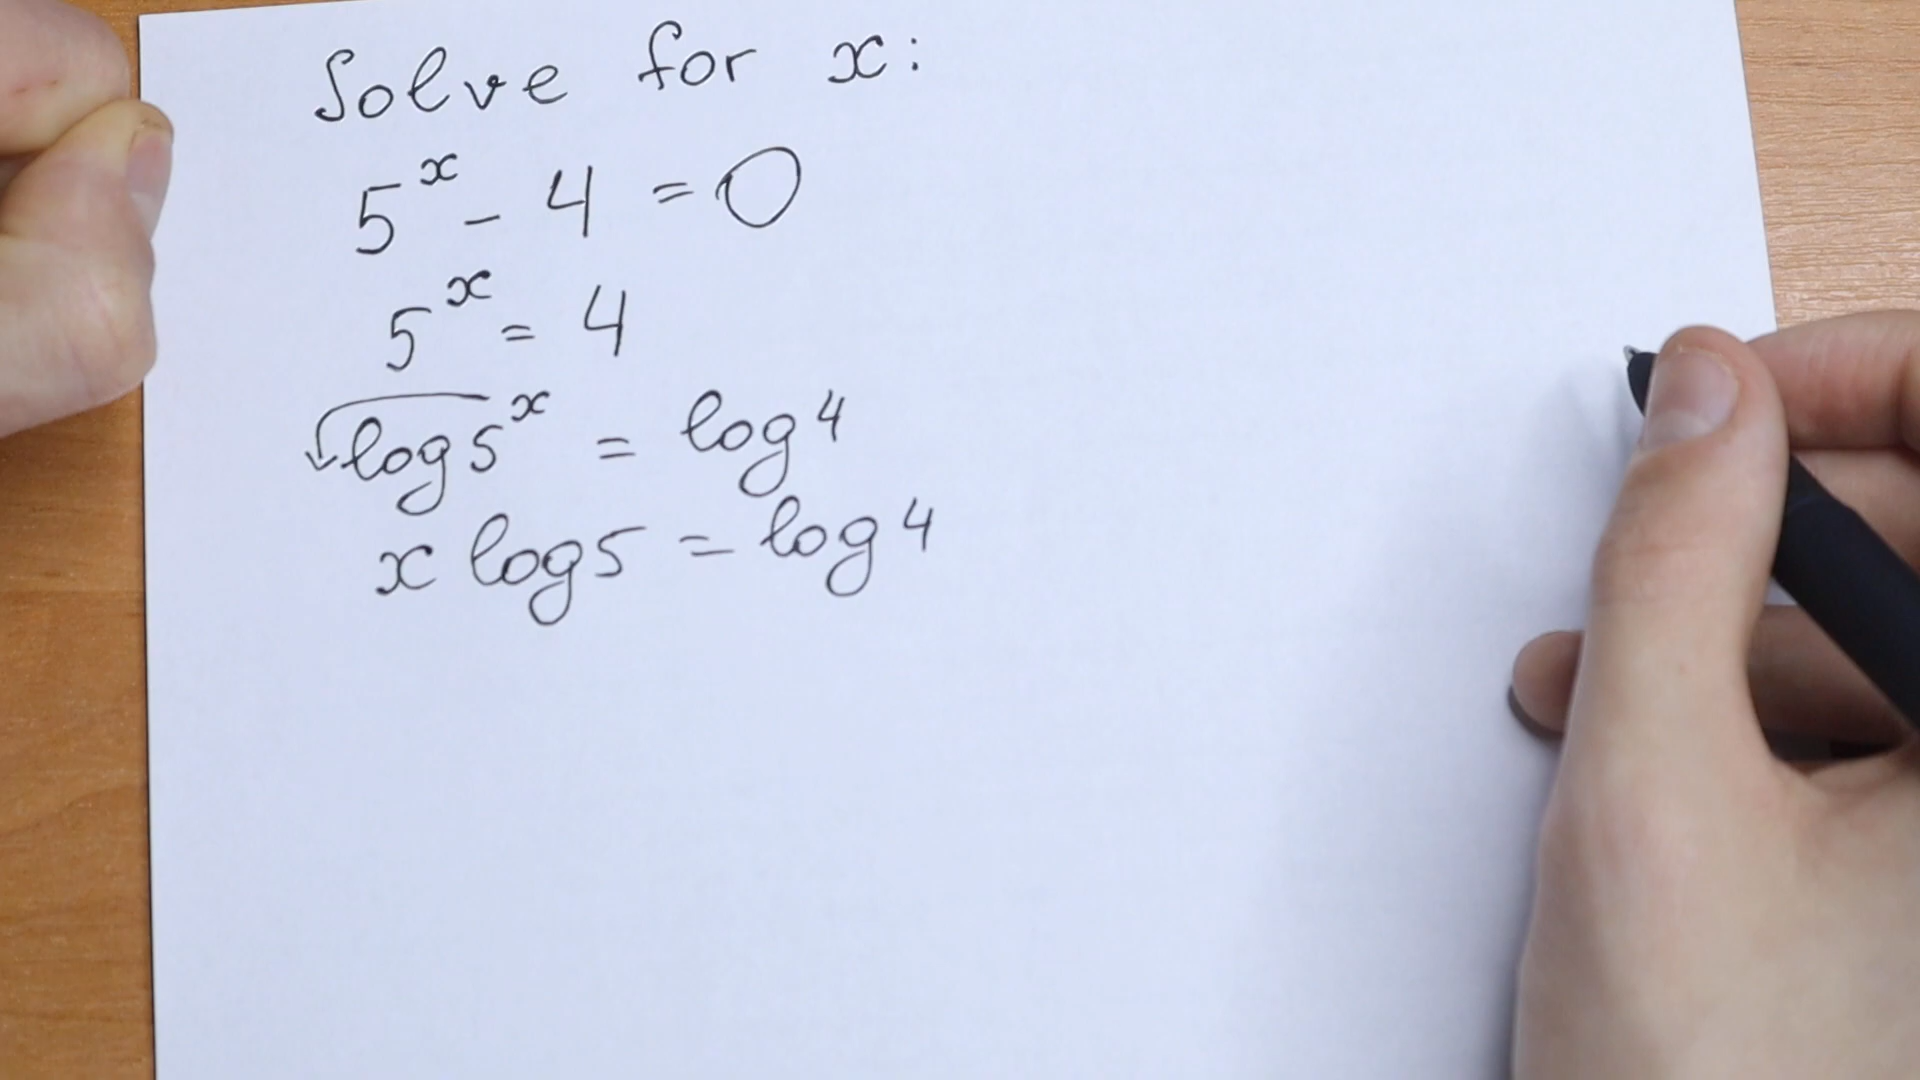 Solve for x:
5^x - 4 = 0
5^x = 4
log 5^x = log 4
x log 5 = log 4